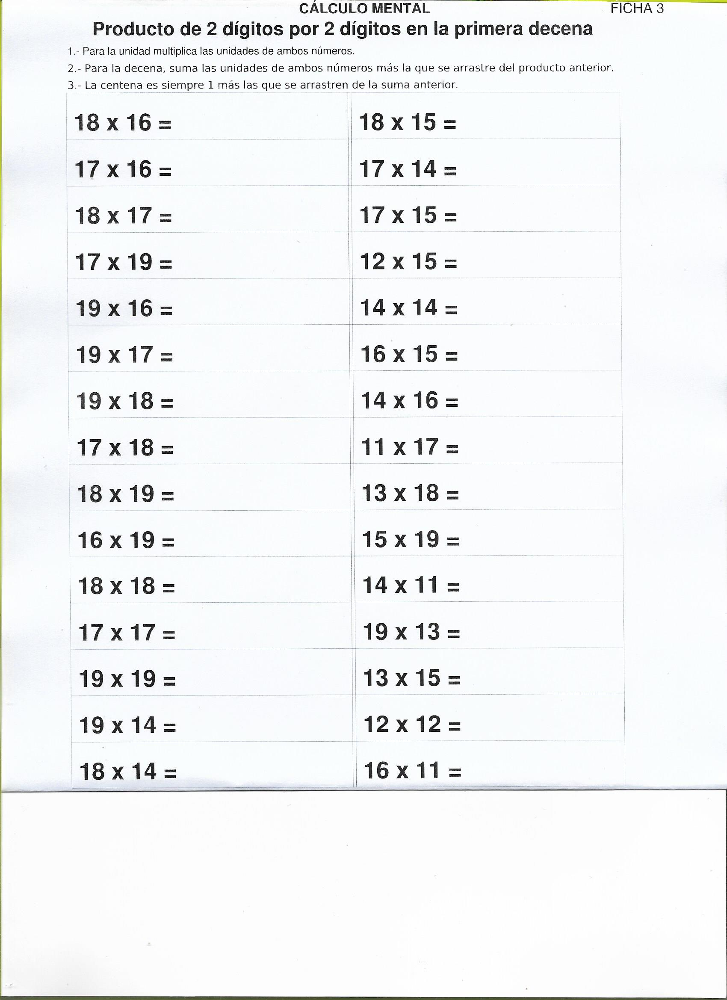 CÁLCULO MENTAL FICHA 3
Producto de 2 dígitos por 2 dígitos en la primera decena
1.- Para la unidad multiplica las unidades de ambos números.
2.- Para la decena, suma las unidades de ambos números más la que se arrastre del producto anterior.
3.- La centena es siempre 1 más las que se arrastren de la suma anterior.
18 x 16 = 18 x 15 =
17 x 16 = 17 x 14 =
18 x 17 = 17 x 15 =
17 x 19 = 12 x 15 =
19 x 16 = 14 x 14 =
19 x 17 = 16 x 15 =
19 x 18 = 14 x 16 =
17 x 18 = 11 x 17 =
18 x 19 = 13 x 18 =
16 x 19 = 15 x 19 =
18 x 18 = 14 x 11 =
17 x 17 = 19 x 13 =
19 x 19 = 13 x 15 =
19 x 14 = 12 x 12 =
18 x 14 = 16 x 11 =